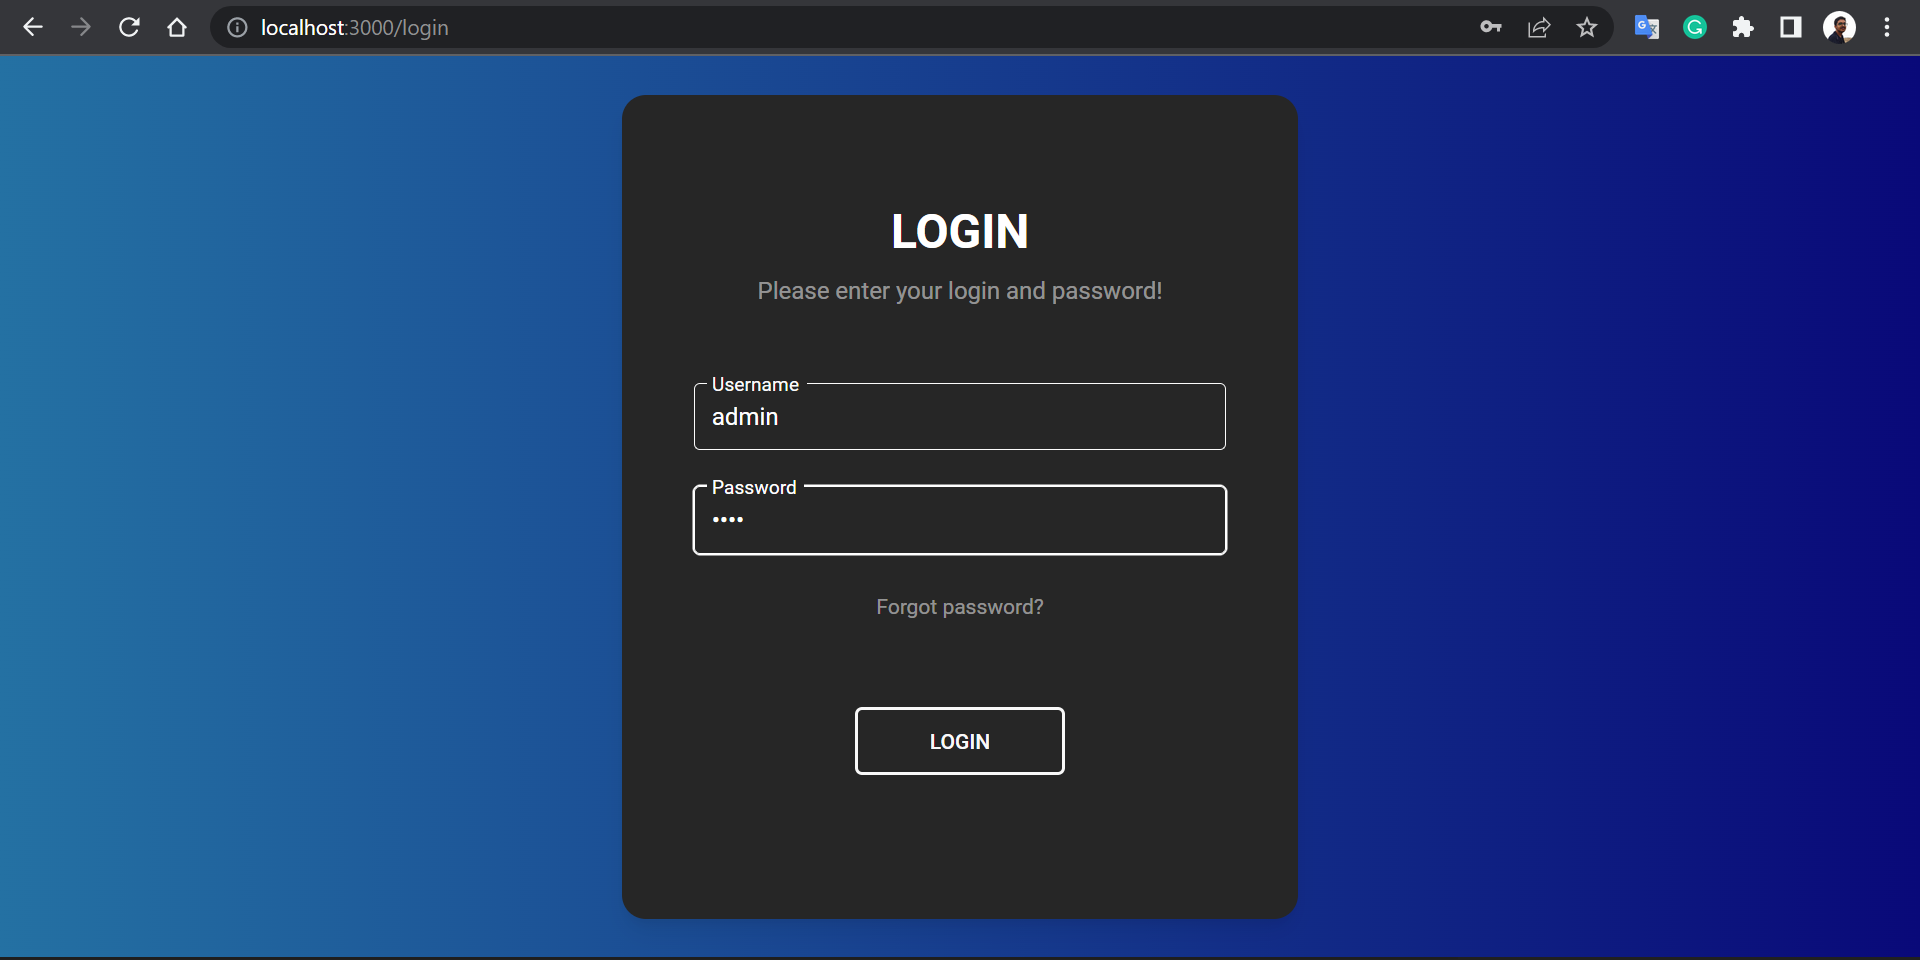 localhost:3000/login
LOGIN
Please enter your login and password!
Username
admin
Password
••••
Forgot password?
LOGIN